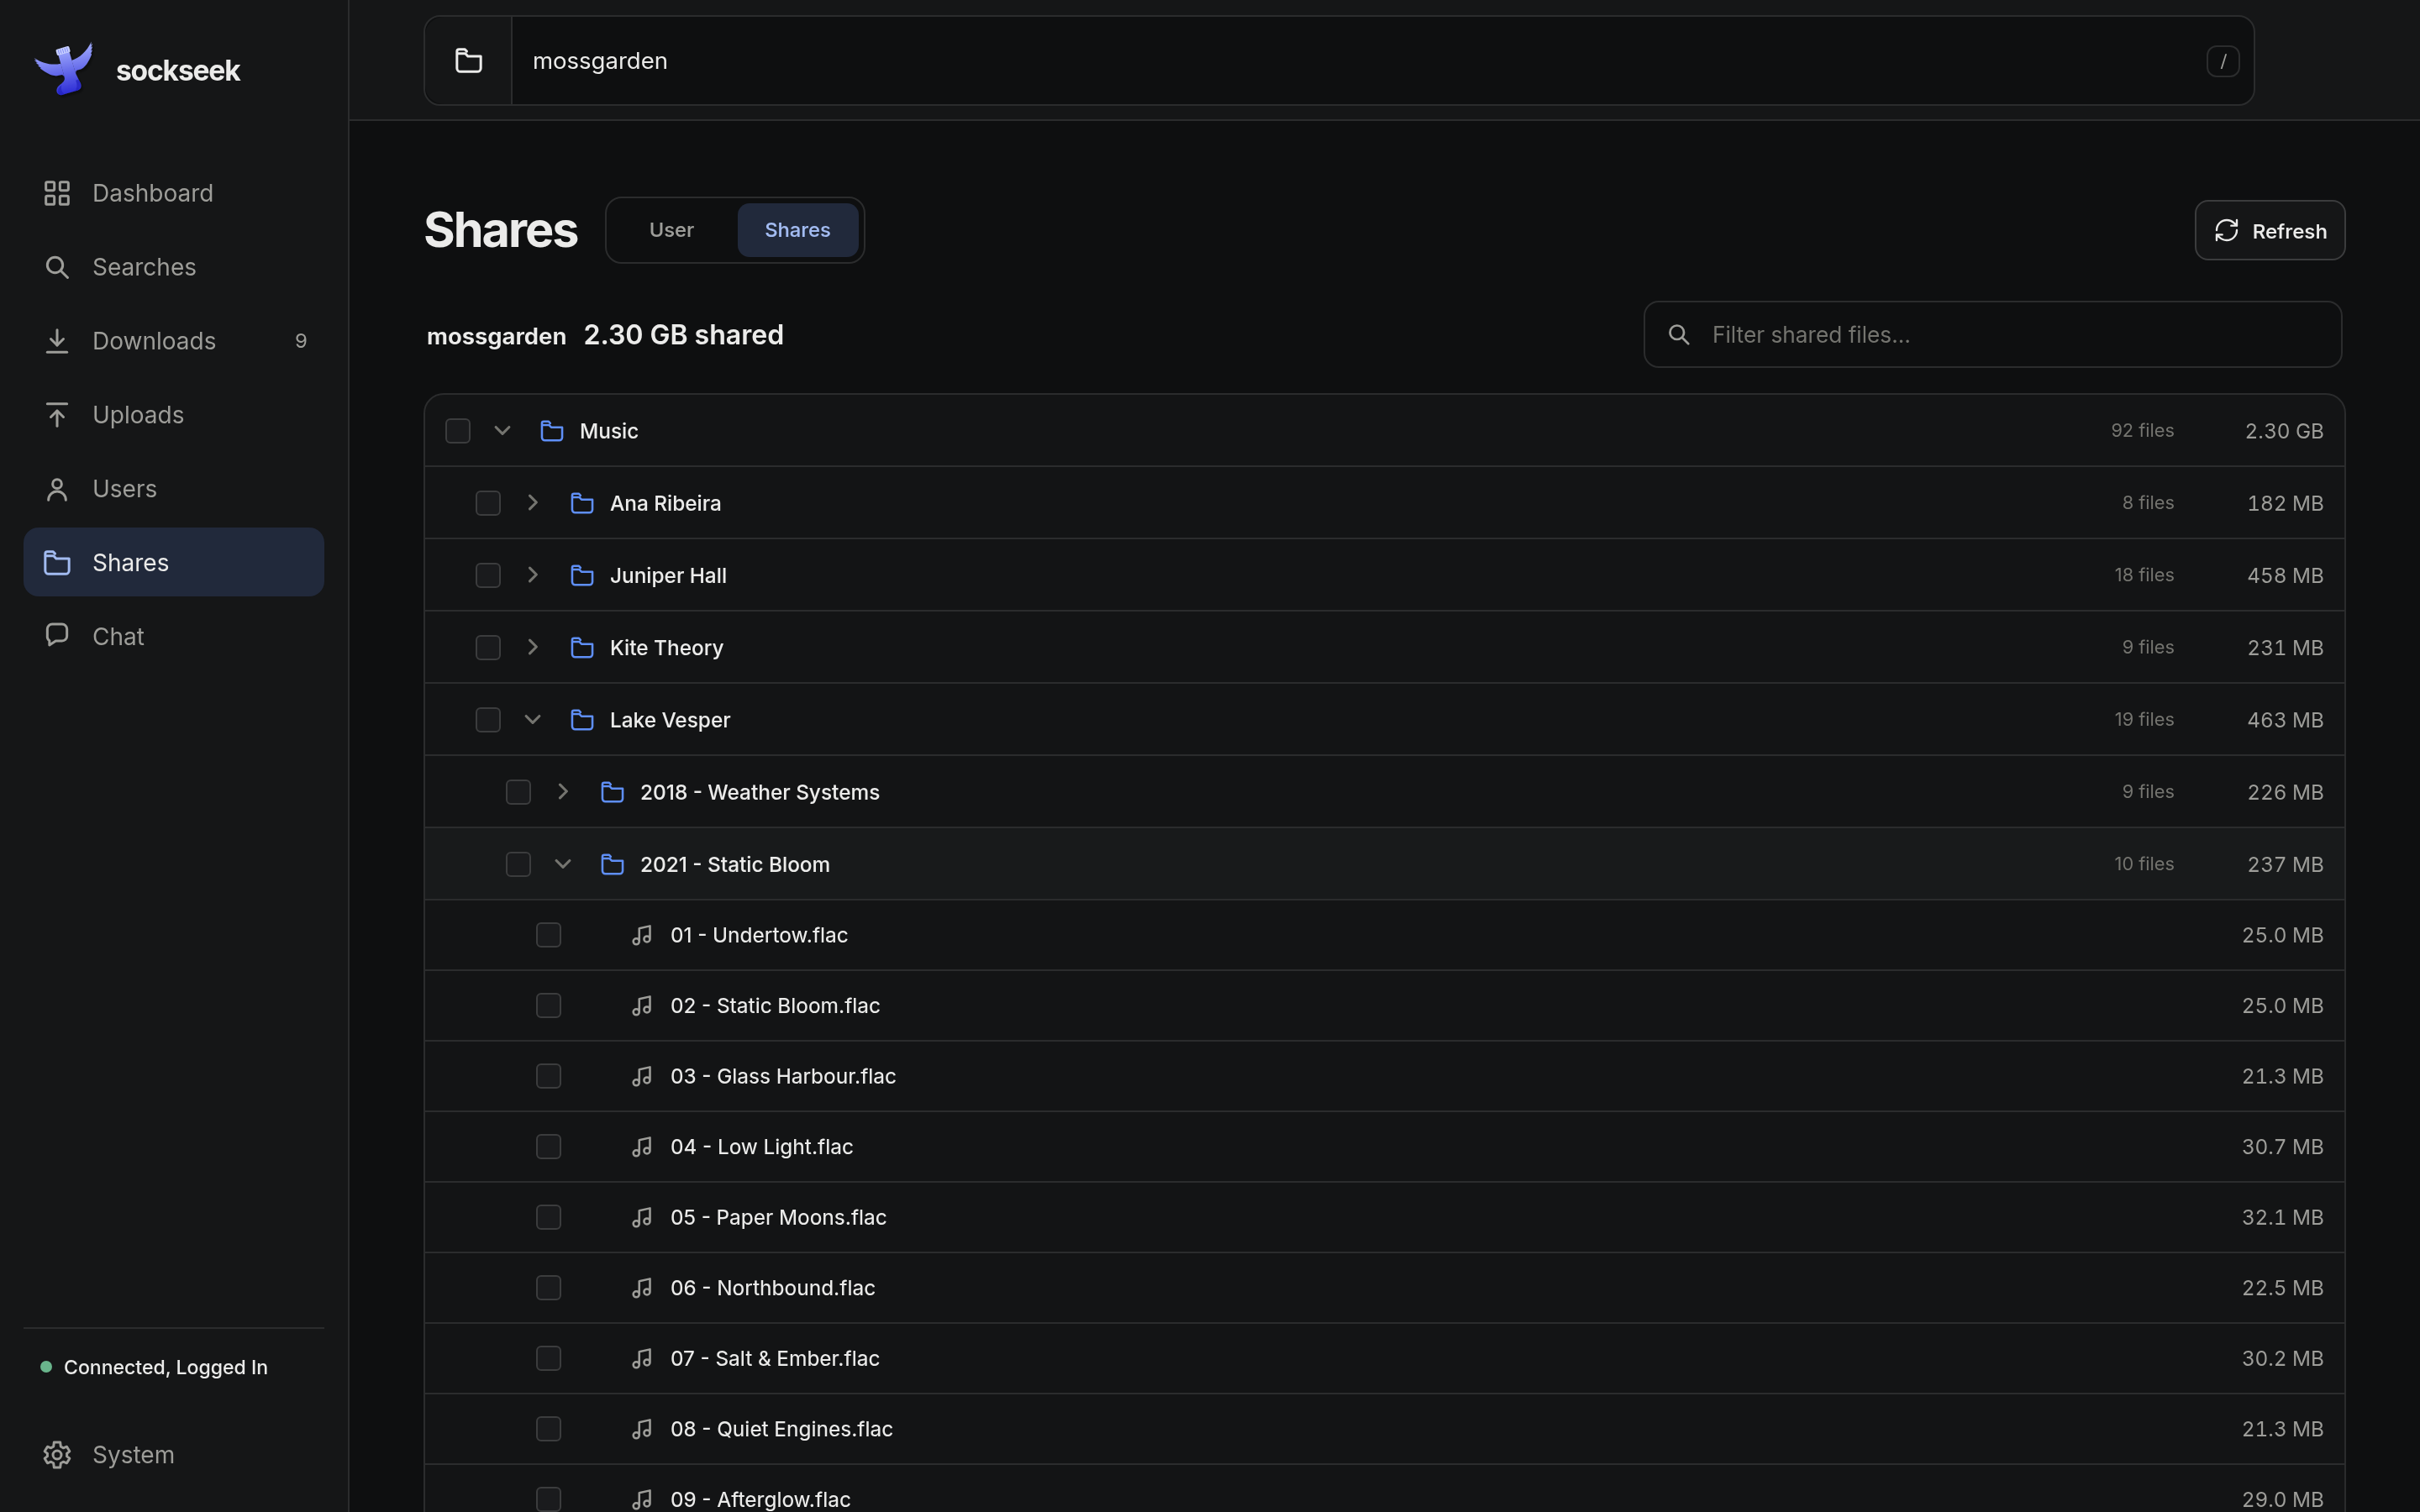 sockseek
mossgarden
/
Dashboard
Searches
Downloads 9
Uploads
Users
Shares
Chat
Connected, Logged In
System
Shares User Shares Refresh
mossgarden 2.30 GB shared Filter shared files...
Music 92 files 2.30 GB
Ana Ribeira 8 files 182 MB
Juniper Hall 18 files 458 MB
Kite Theory 9 files 231 MB
Lake Vesper 19 files 463 MB
2018 - Weather Systems 9 files 226 MB
2021 - Static Bloom 10 files 237 MB
01 - Undertow.flac 25.0 MB
02 - Static Bloom.flac 25.0 MB
03 - Glass Harbour.flac 21.3 MB
04 - Low Light.flac 30.7 MB
05 - Paper Moons.flac 32.1 MB
06 - Northbound.flac 22.5 MB
07 - Salt & Ember.flac 30.2 MB
08 - Quiet Engines.flac 21.3 MB
09 - Afterglow.flac 29.0 MB